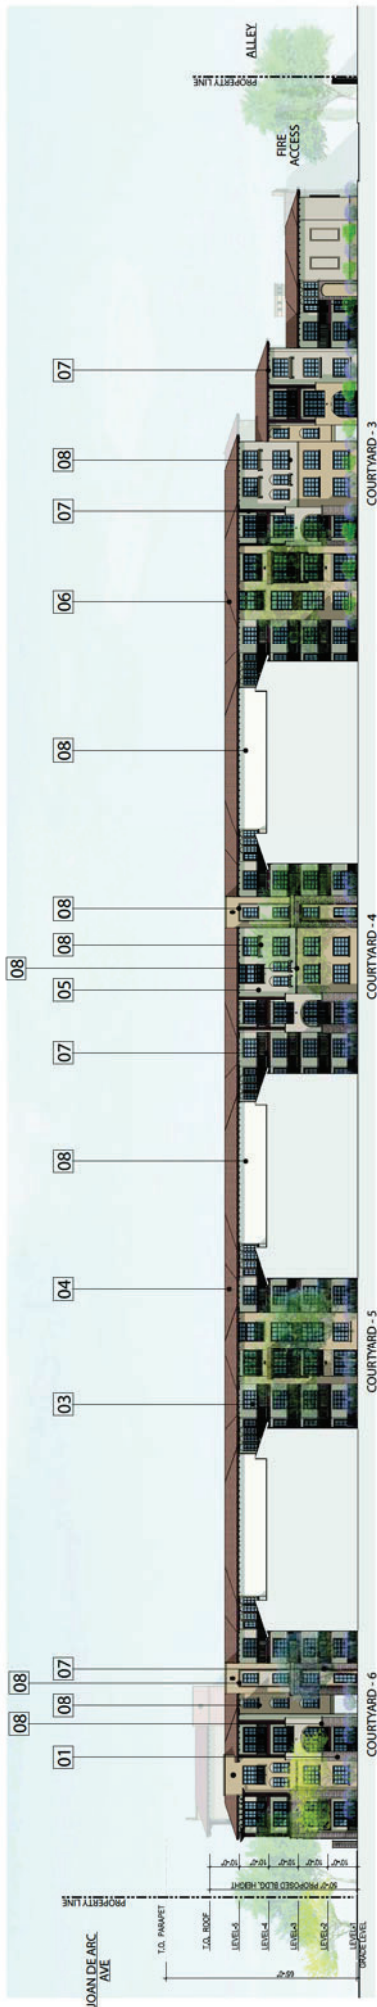 JOAN DE ARC
AVE
PROPERTY LINE
T.O. PARAPET
T.O. ROOF
LEVEL-5
LEVEL-4
LEVEL-3
LEVEL-2
LEVEL-1
GRADE LEVEL
PROPOSED BLDG. HEIGHT
01
08
08
08
07
03
04
08
07
05
08
08
08
08
06
07
08
07
COURTYARD - 6
COURTYARD - 5
COURTYARD - 4
COURTYARD - 3
FIRE
ACCESS
PROPERTY LINE
ALLEY